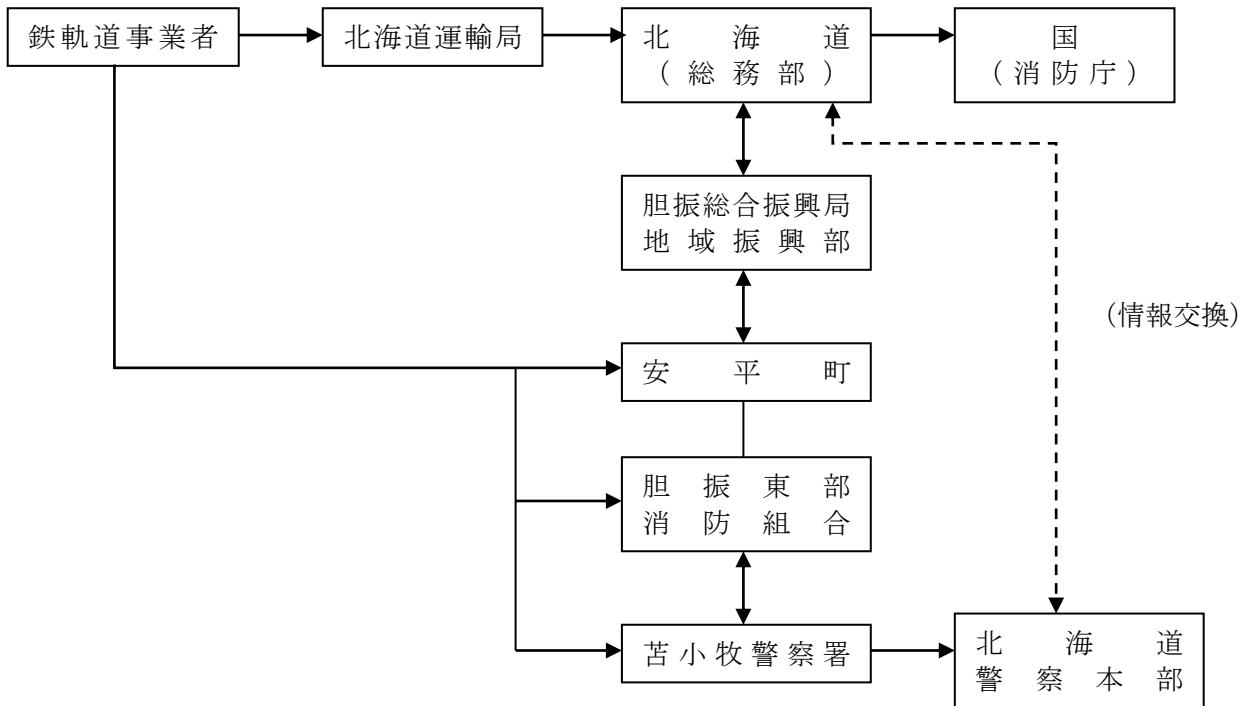 鉄軌道事業者
北海道運輸局
北海道
（総務部）
国
（消防庁）
胆振総合振興局
地域振興部
（情報交換）
安平町
胆振東部
消防組合
苫小牧警察署
北海道
警察本部